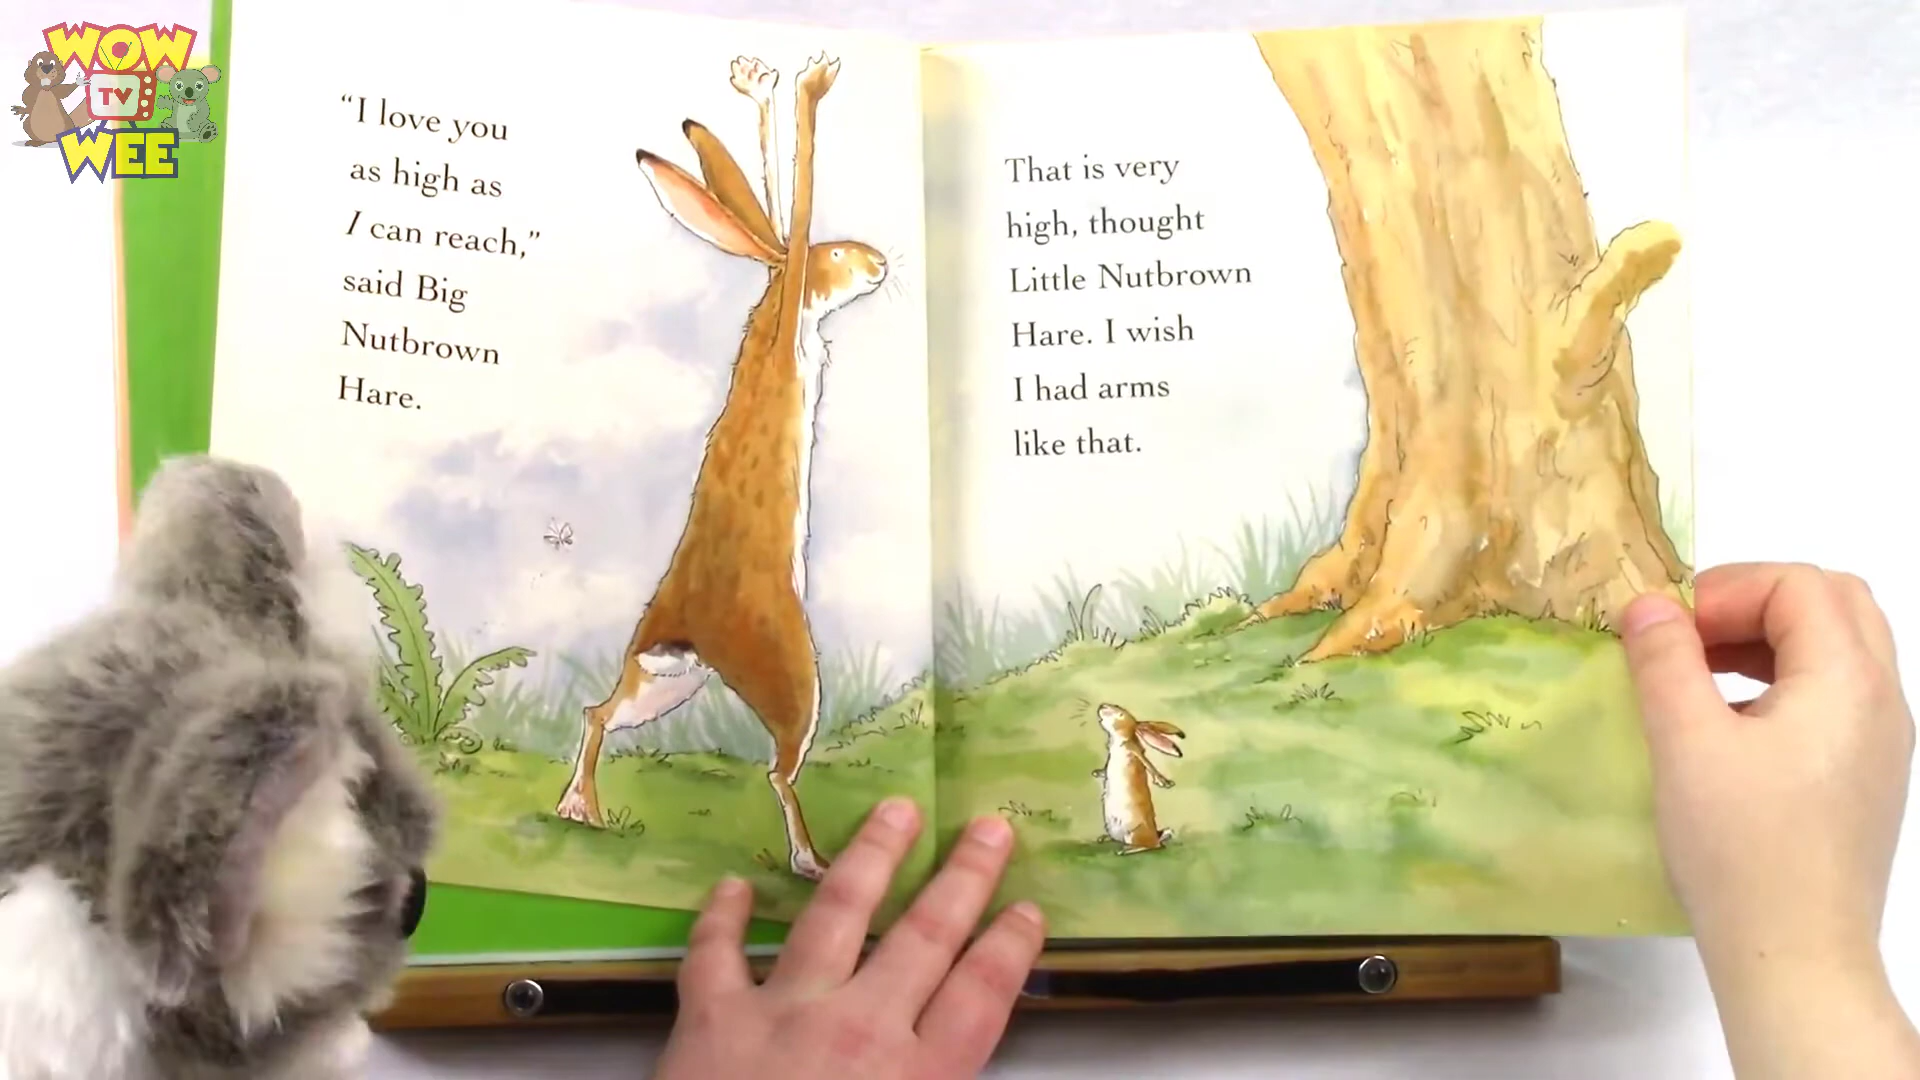 WOW
TV
WEE
“I love you
as high as
I can reach,”
said Big
Nutbrown
Hare.
That is very
high, thought
Little Nutbrown
Hare. I wish
I had arms
like that.